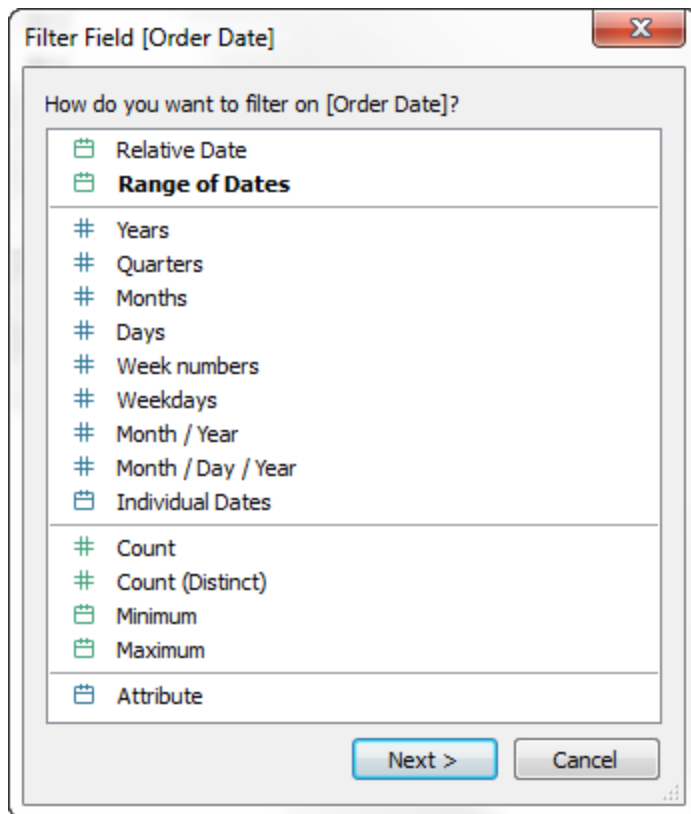 Filter Field [Order Date]
How do you want to filter on [Order Date]?
Relative Date
Range of Dates
Years
Quarters
Months
Days
Week numbers
Weekdays
Month / Year
Month / Day / Year
Individual Dates
Count
Count (Distinct)
Minimum
Maximum
Attribute
Next > Cancel